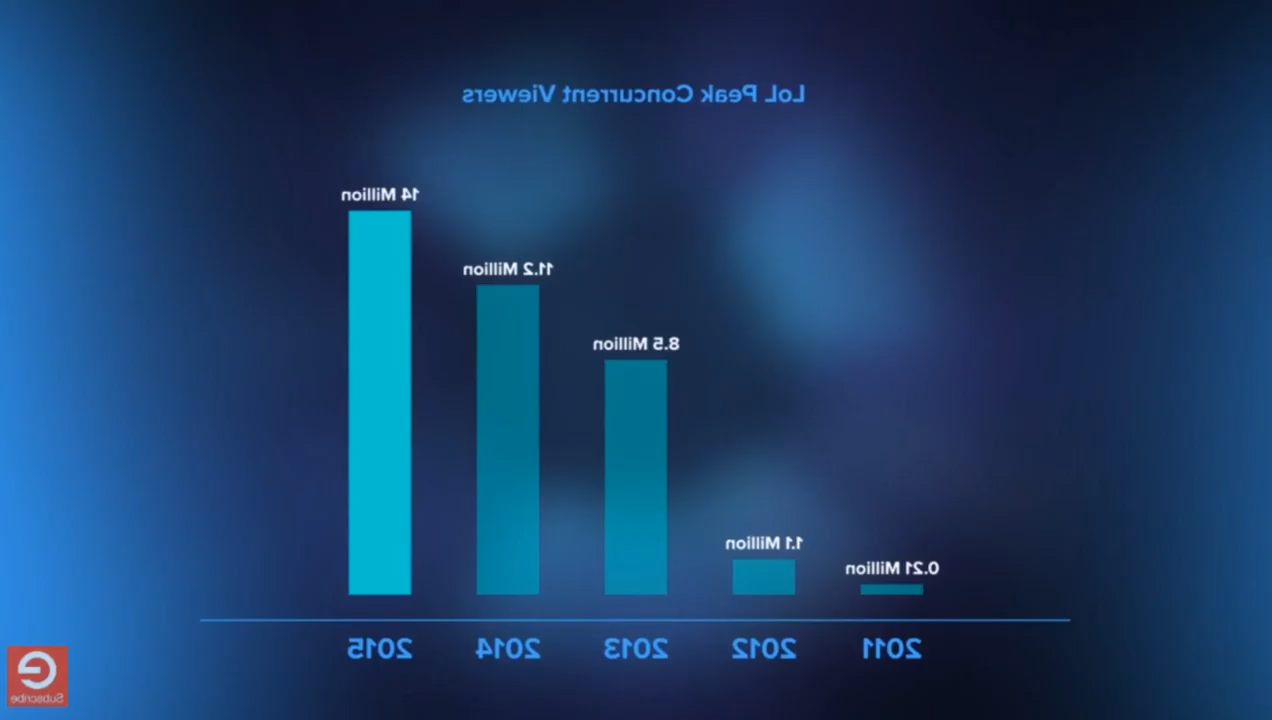 LoL Peak Concurrent Viewers
0.21 Million
1.1 Million
8.5 Million
11.2 Million
14 Million
2011 2012 2013 2014 2015
G
Subscribe